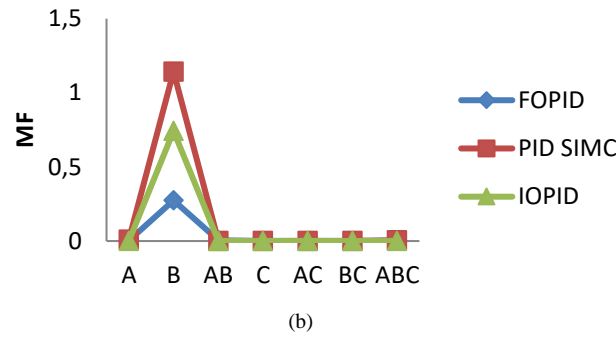 1,5
1
0,5
0
MF
A B AB C AC BC ABC
FOPID
PID SIMC
IOPID
(b)